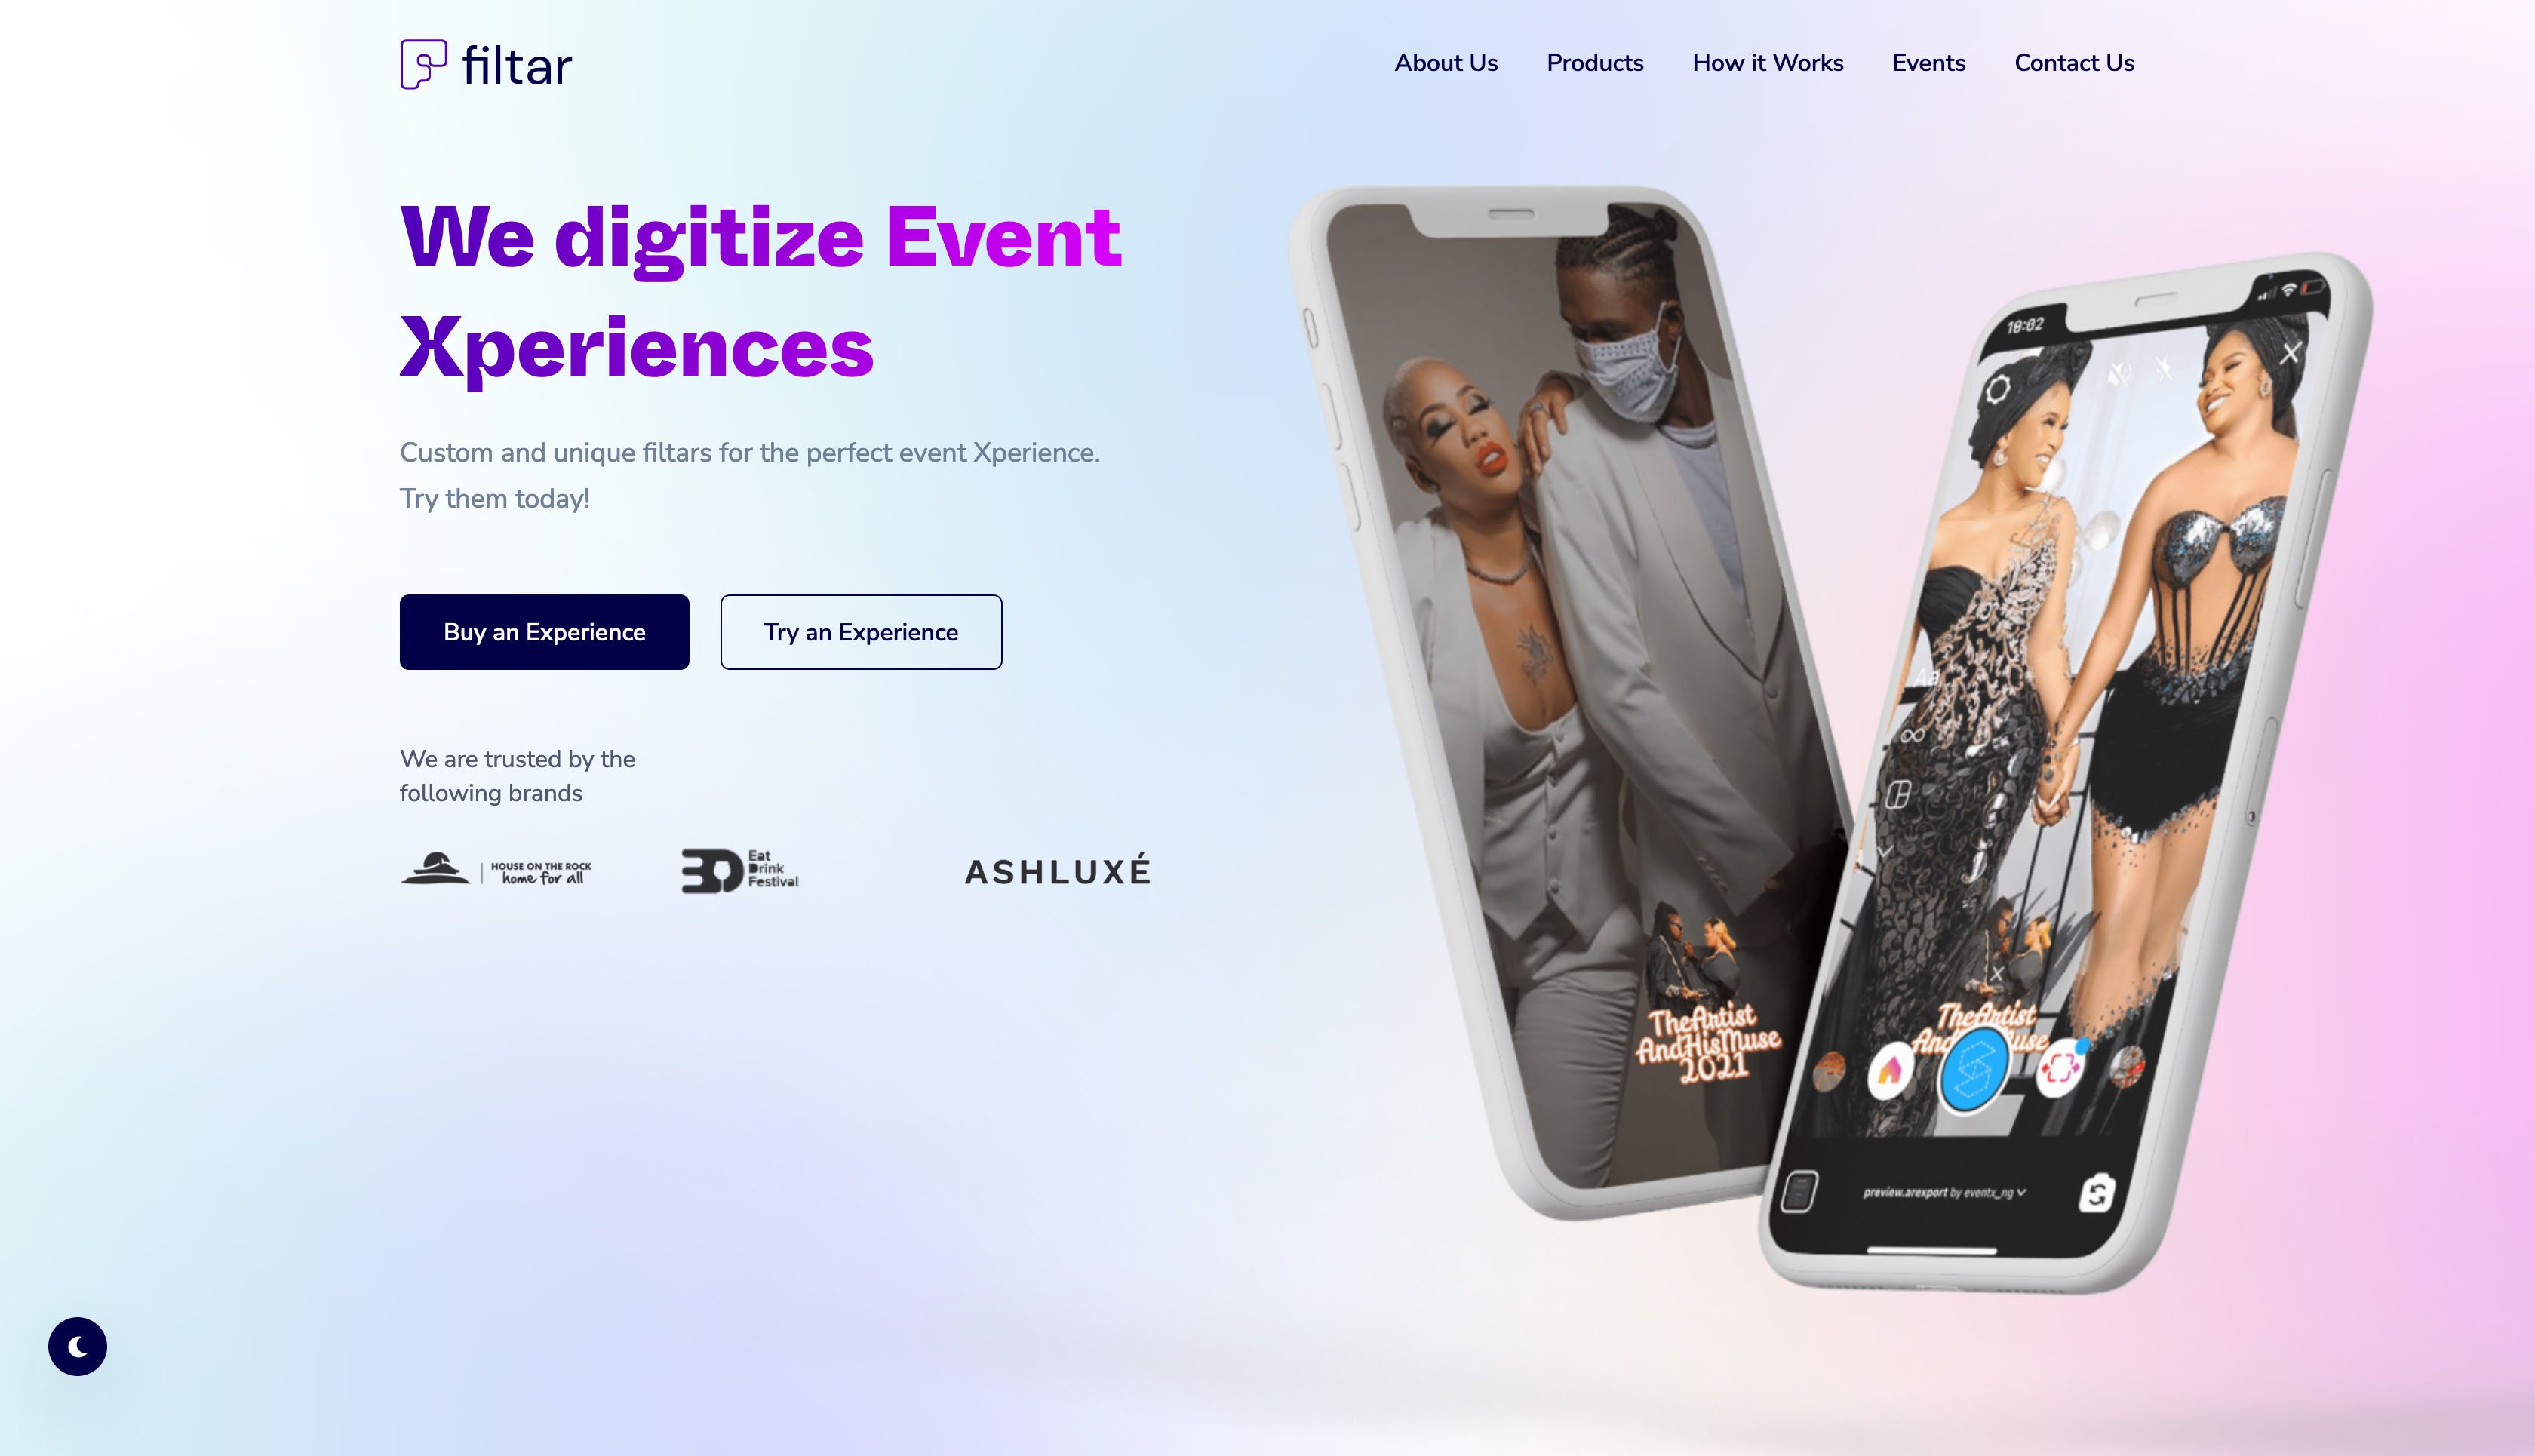 filtar
About Us Products How it Works Events Contact Us
We digitize Event
Xperiences
Custom and unique filtars for the perfect event Xperience.
Try them today!
Buy an Experience Try an Experience
We are trusted by the
following brands
HOUSE ON THE ROCK
home for all
Eat
Drink
Festival
ASHLUXÉ
TheArtist
AndHisMuse
2021
18:02
Aa
TheArtist
preview.arexport by eventx_ng